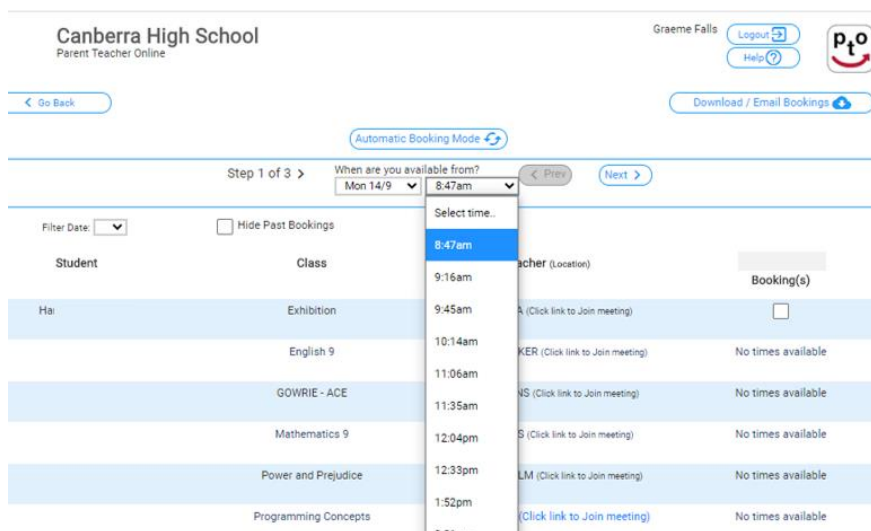 Canberra High School
Parent Teacher Online
Graeme Falls
Logout
Help
pto
Go Back
Download / Email Bookings
Automatic Booking Mode
Step 1 of 3
When are you available from?
Mon 14/9
8:47am
Prev
Next
Select time..
8:47am
9:16am
9:45am
10:14am
11:06am
11:35am
12:04pm
12:33pm
1:52pm
Filter Date:
Hide Past Bookings
Student Class acher (Location) Booking(s)
Exhibition A (Click link to Join meeting)
English 9 KER (Click link to Join meeting) No times available
GOWRIE - ACE NS (Click link to Join meeting) No times available
Mathematics 9 S (Click link to Join meeting) No times available
Power and Prejudice LM (Click link to Join meeting) No times available
Programming Concepts (Click link to Join meeting) No times available